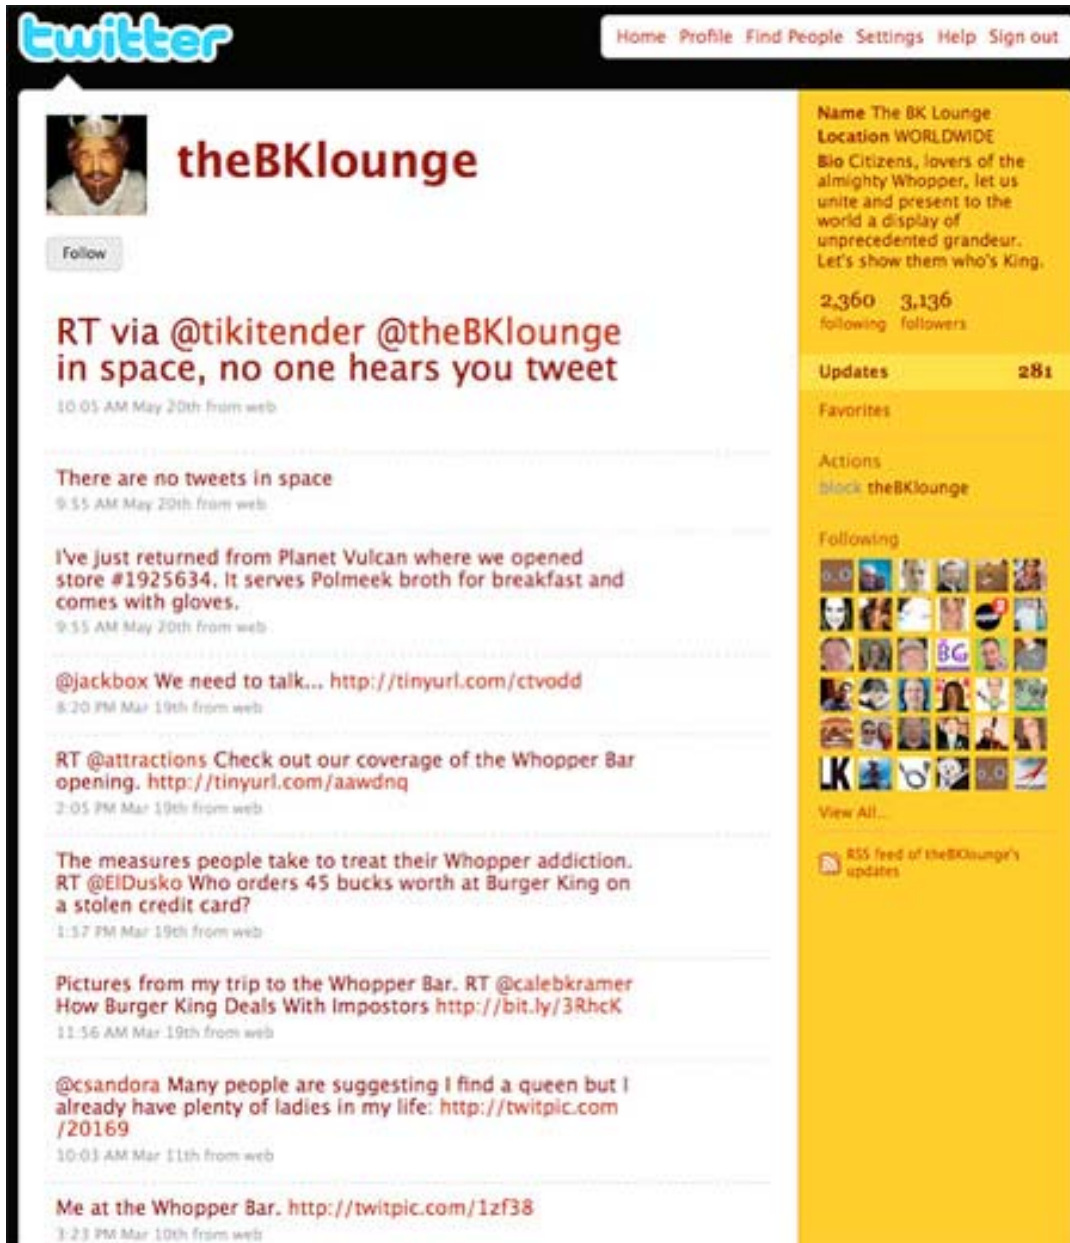 twitter
Home Profile Find People Settings Help Sign out
theBKlounge
Follow
RT via @tikitender @theBKlounge
in space, no one hears you tweet
10:05 AM May 20th from web
There are no tweets in space
9:55 AM May 20th from web
I've just returned from Planet Vulcan where we opened
store #1925634. It serves Polmeek broth for breakfast and
comes with gloves.
9:55 AM May 20th from web
@jackbox We need to talk... http://tinyurl.com/ctvodd
8:20 PM Mar 19th from web
RT @attractions Check out our coverage of the Whopper Bar
opening. http://tinyurl.com/aawdnq
2:05 PM Mar 19th from web
The measures people take to treat their Whopper addiction.
RT @ElDusko Who orders 45 bucks worth at Burger King on
a stolen credit card?
1:57 PM Mar 19th from web
Pictures from my trip to the Whopper Bar. RT @calebkramer
How Burger King Deals With Impostors http://bit.ly/3RhcK
11:56 AM Mar 19th from web
@csandora Many people are suggesting I find a queen but I
already have plenty of ladies in my life: http://twitpic.com
/20169
10:03 AM Mar 11th from web
Me at the Whopper Bar. http://twitpic.com/1zf38
3:23 PM Mar 10th from web
Name The BK Lounge
Location WORLDWIDE
Bio Citizens, lovers of the
almighty Whopper, let us
unite and present to the
world a display of
unprecedented grandeur.
Let's show them who's King.
2,360 3,136
following followers
Updates 281
Favorites
Actions
block theBKlounge
Following
o.O
BG
LK
o.O
View All...
RSS feed of theBKlounge's
updates